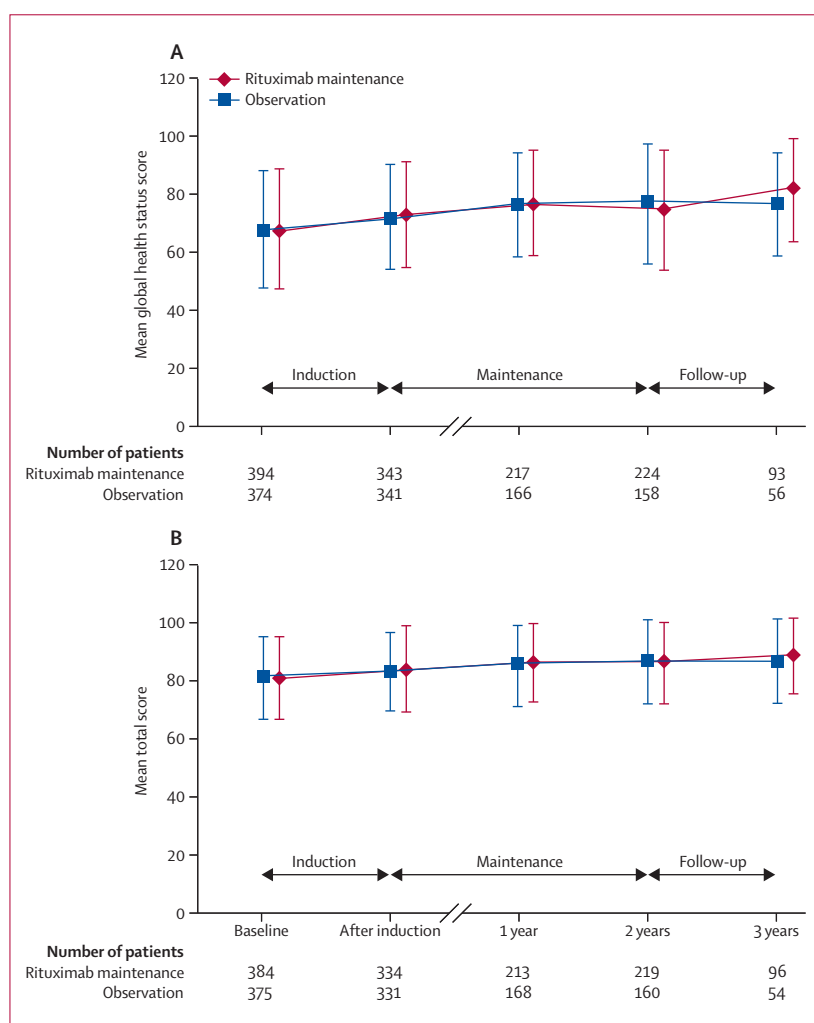 A
120
Rituximab maintenance
Observation
100
80
60
40
20
0
Mean global health status score
Induction Maintenance Follow-up
Number of patients
Rituximab maintenance 394 343 217 224 93
Observation 374 341 166 158 56
B
120
100
80
60
40
20
0
Mean total score
Induction Maintenance Follow-up
Baseline After induction 1 year 2 years 3 years
Number of patients
Rituximab maintenance 384 334 213 219 96
Observation 375 331 168 160 54